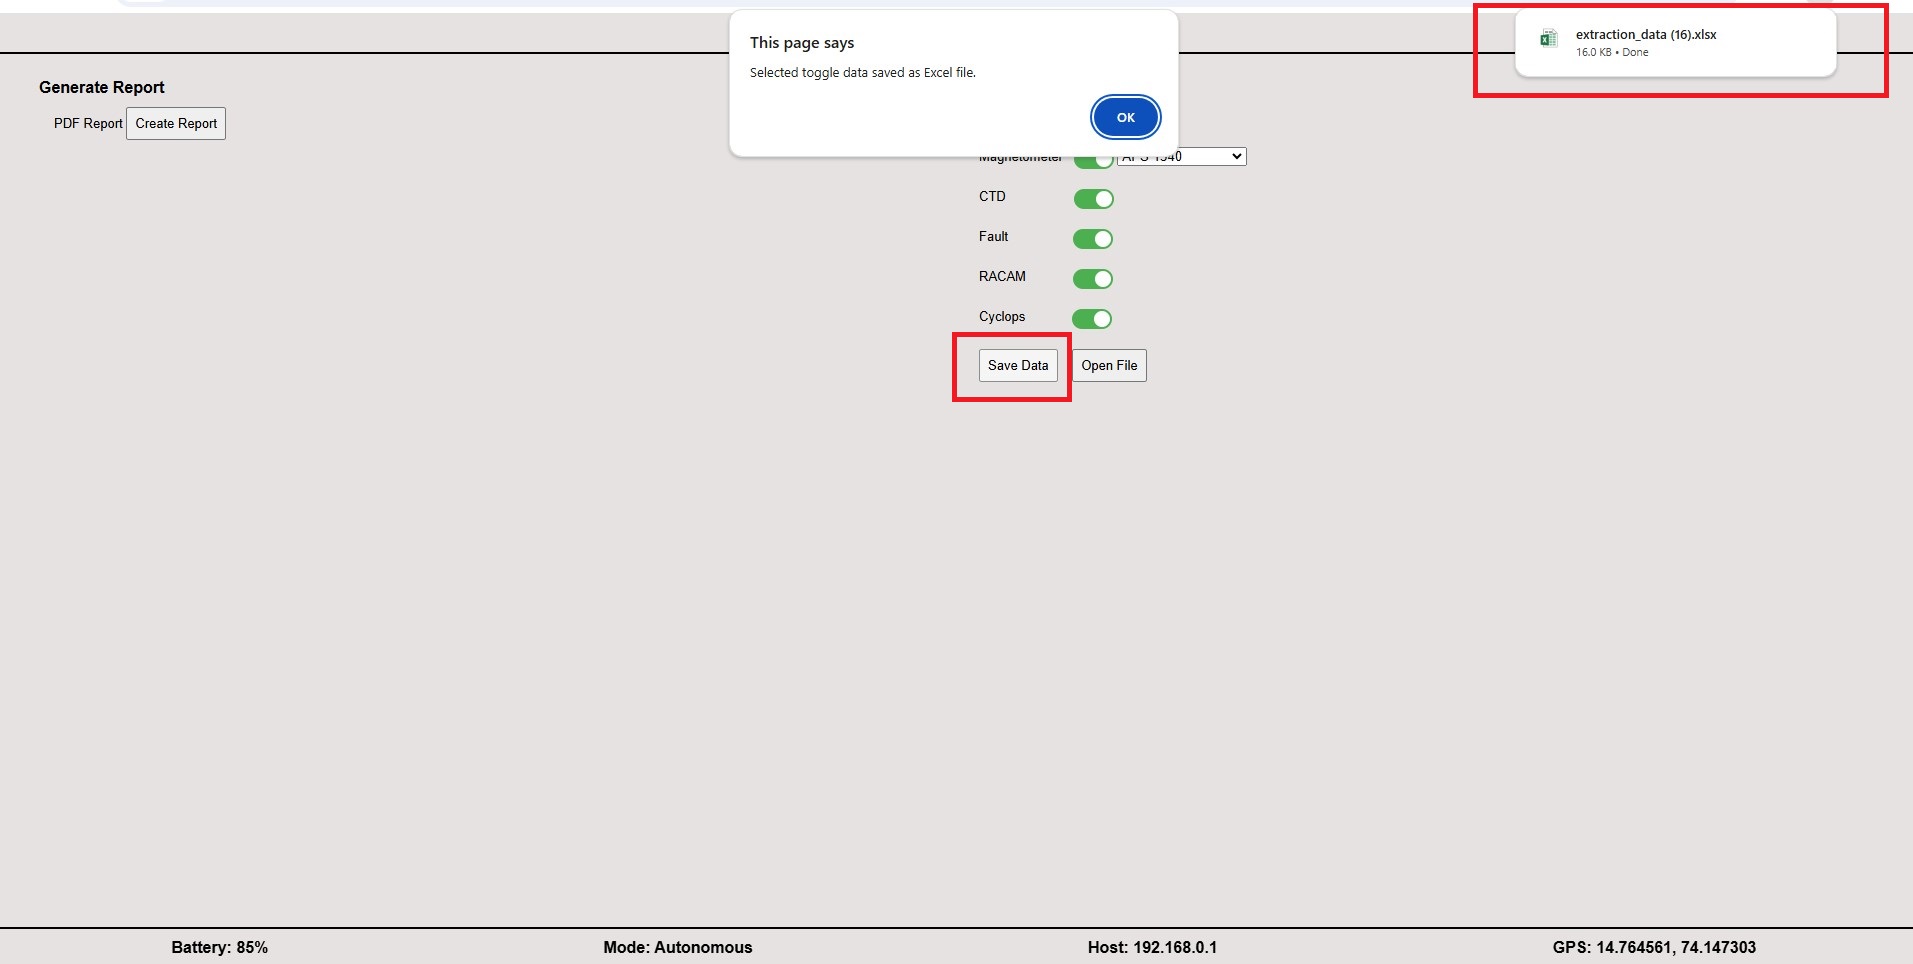 This page says
Selected toggle data saved as Excel file.
OK
extraction_data (16).xlsx
16.0 KB • Done
Generate Report
PDF Report Create Report
Magnetometer
CTD
Fault
RACAM
Cyclops
Save Data Open File
Battery: 85% Mode: Autonomous Host: 192.168.0.1 GPS: 14.764561, 74.147303